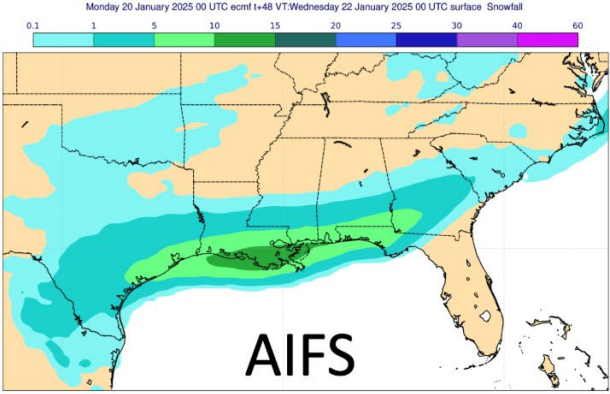 Monday 20 January 2025 00 UTC ecmf t+48 VT:Wednesday 22 January 2025 00 UTC surface Snowfall
0.1 1 5 10 15 20 25 30 40 60
AIFS